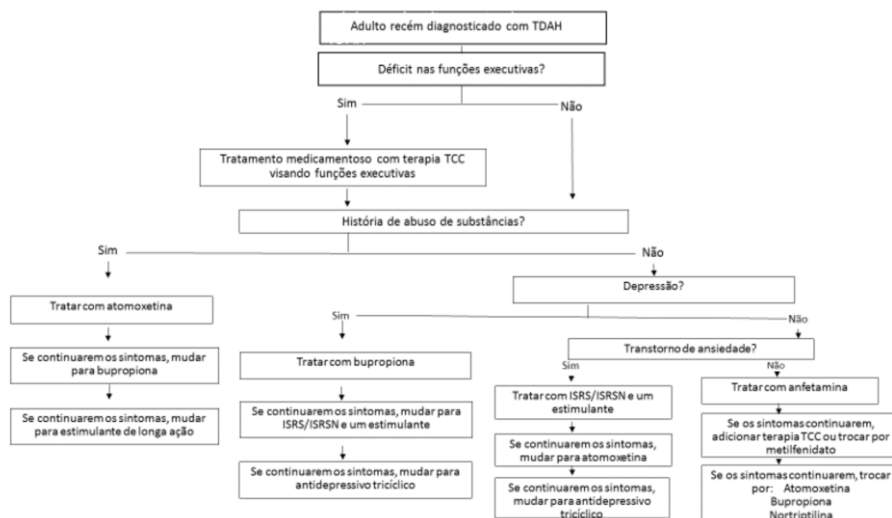 Adulto recém diagnosticado com TDAH
Déficit nas funções executivas?
Sim
Não
Tratamento medicamentoso com terapia TCC
visando funções executivas
História de abuso de substâncias?
Sim
Não
Tratar com atomoxetina
Se continuarem os sintomas, mudar
para bupropiona
Se continuarem os sintomas, mudar
para estimulante de longa ação
Depressão?
Sim
Não
Tratar com bupropiona
Se continuarem os sintomas, mudar para
ISRS/ISRSN e um estimulante
Se continuarem os sintomas, mudar para
antidepressivo tricíclico
Transtorno de ansiedade?
Sim
Não
Tratar com ISRS/ISRSN e um
estimulante
Se continuarem os sintomas,
mudar para atomoxetina
Se continuarem os sintomas,
mudar para antidepressivo
tricíclico
Tratar com anfetamina
Se os sintomas continuarem,
adicionar terapia TCC ou trocar por
metilfenidato
Se os sintomas continuarem, trocar
por: Atomoxetina
Bupropiona
Nortriptilina